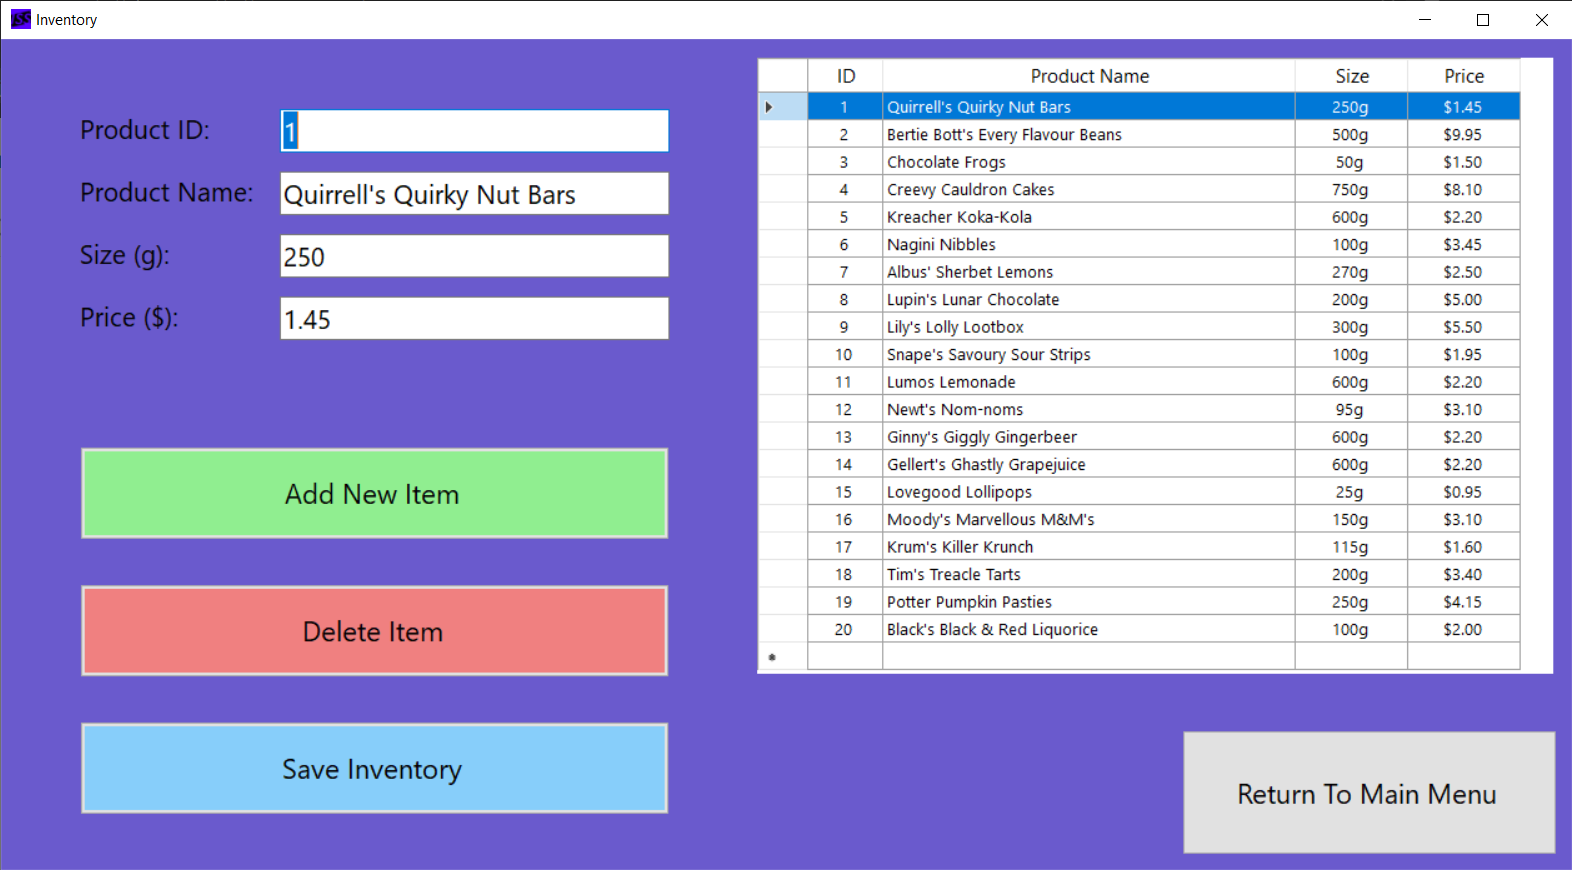 Inventory
Product ID: 1
Product Name: Quirrell's Quirky Nut Bars
Size (g): 250
Price ($): 1.45
Add New Item
Delete Item
Save Inventory
ID Product Name Size Price
1 Quirrell's Quirky Nut Bars 250g $1.45
2 Bertie Bott's Every Flavour Beans 500g $9.95
3 Chocolate Frogs 50g $1.50
4 Creevy Cauldron Cakes 750g $8.10
5 Kreacher Koka-Kola 600g $2.20
6 Nagini Nibbles 100g $3.45
7 Albus' Sherbet Lemons 270g $2.50
8 Lupin's Lunar Chocolate 200g $5.00
9 Lily's Lolly Lootbox 300g $5.50
10 Snape's Savoury Sour Strips 100g $1.95
11 Lumos Lemonade 600g $2.20
12 Newt's Nom-noms 95g $3.10
13 Ginny's Giggly Gingerbeer 600g $2.20
14 Gellert's Ghastly Grapejuice 600g $2.20
15 Lovegood Lollipops 25g $0.95
16 Moody's Marvellous M&M's 150g $3.10
17 Krum's Killer Krunch 115g $1.60
18 Tim's Treacle Tarts 200g $3.40
19 Potter Pumpkin Pasties 250g $4.15
20 Black's Black & Red Liquorice 100g $2.00
Return To Main Menu